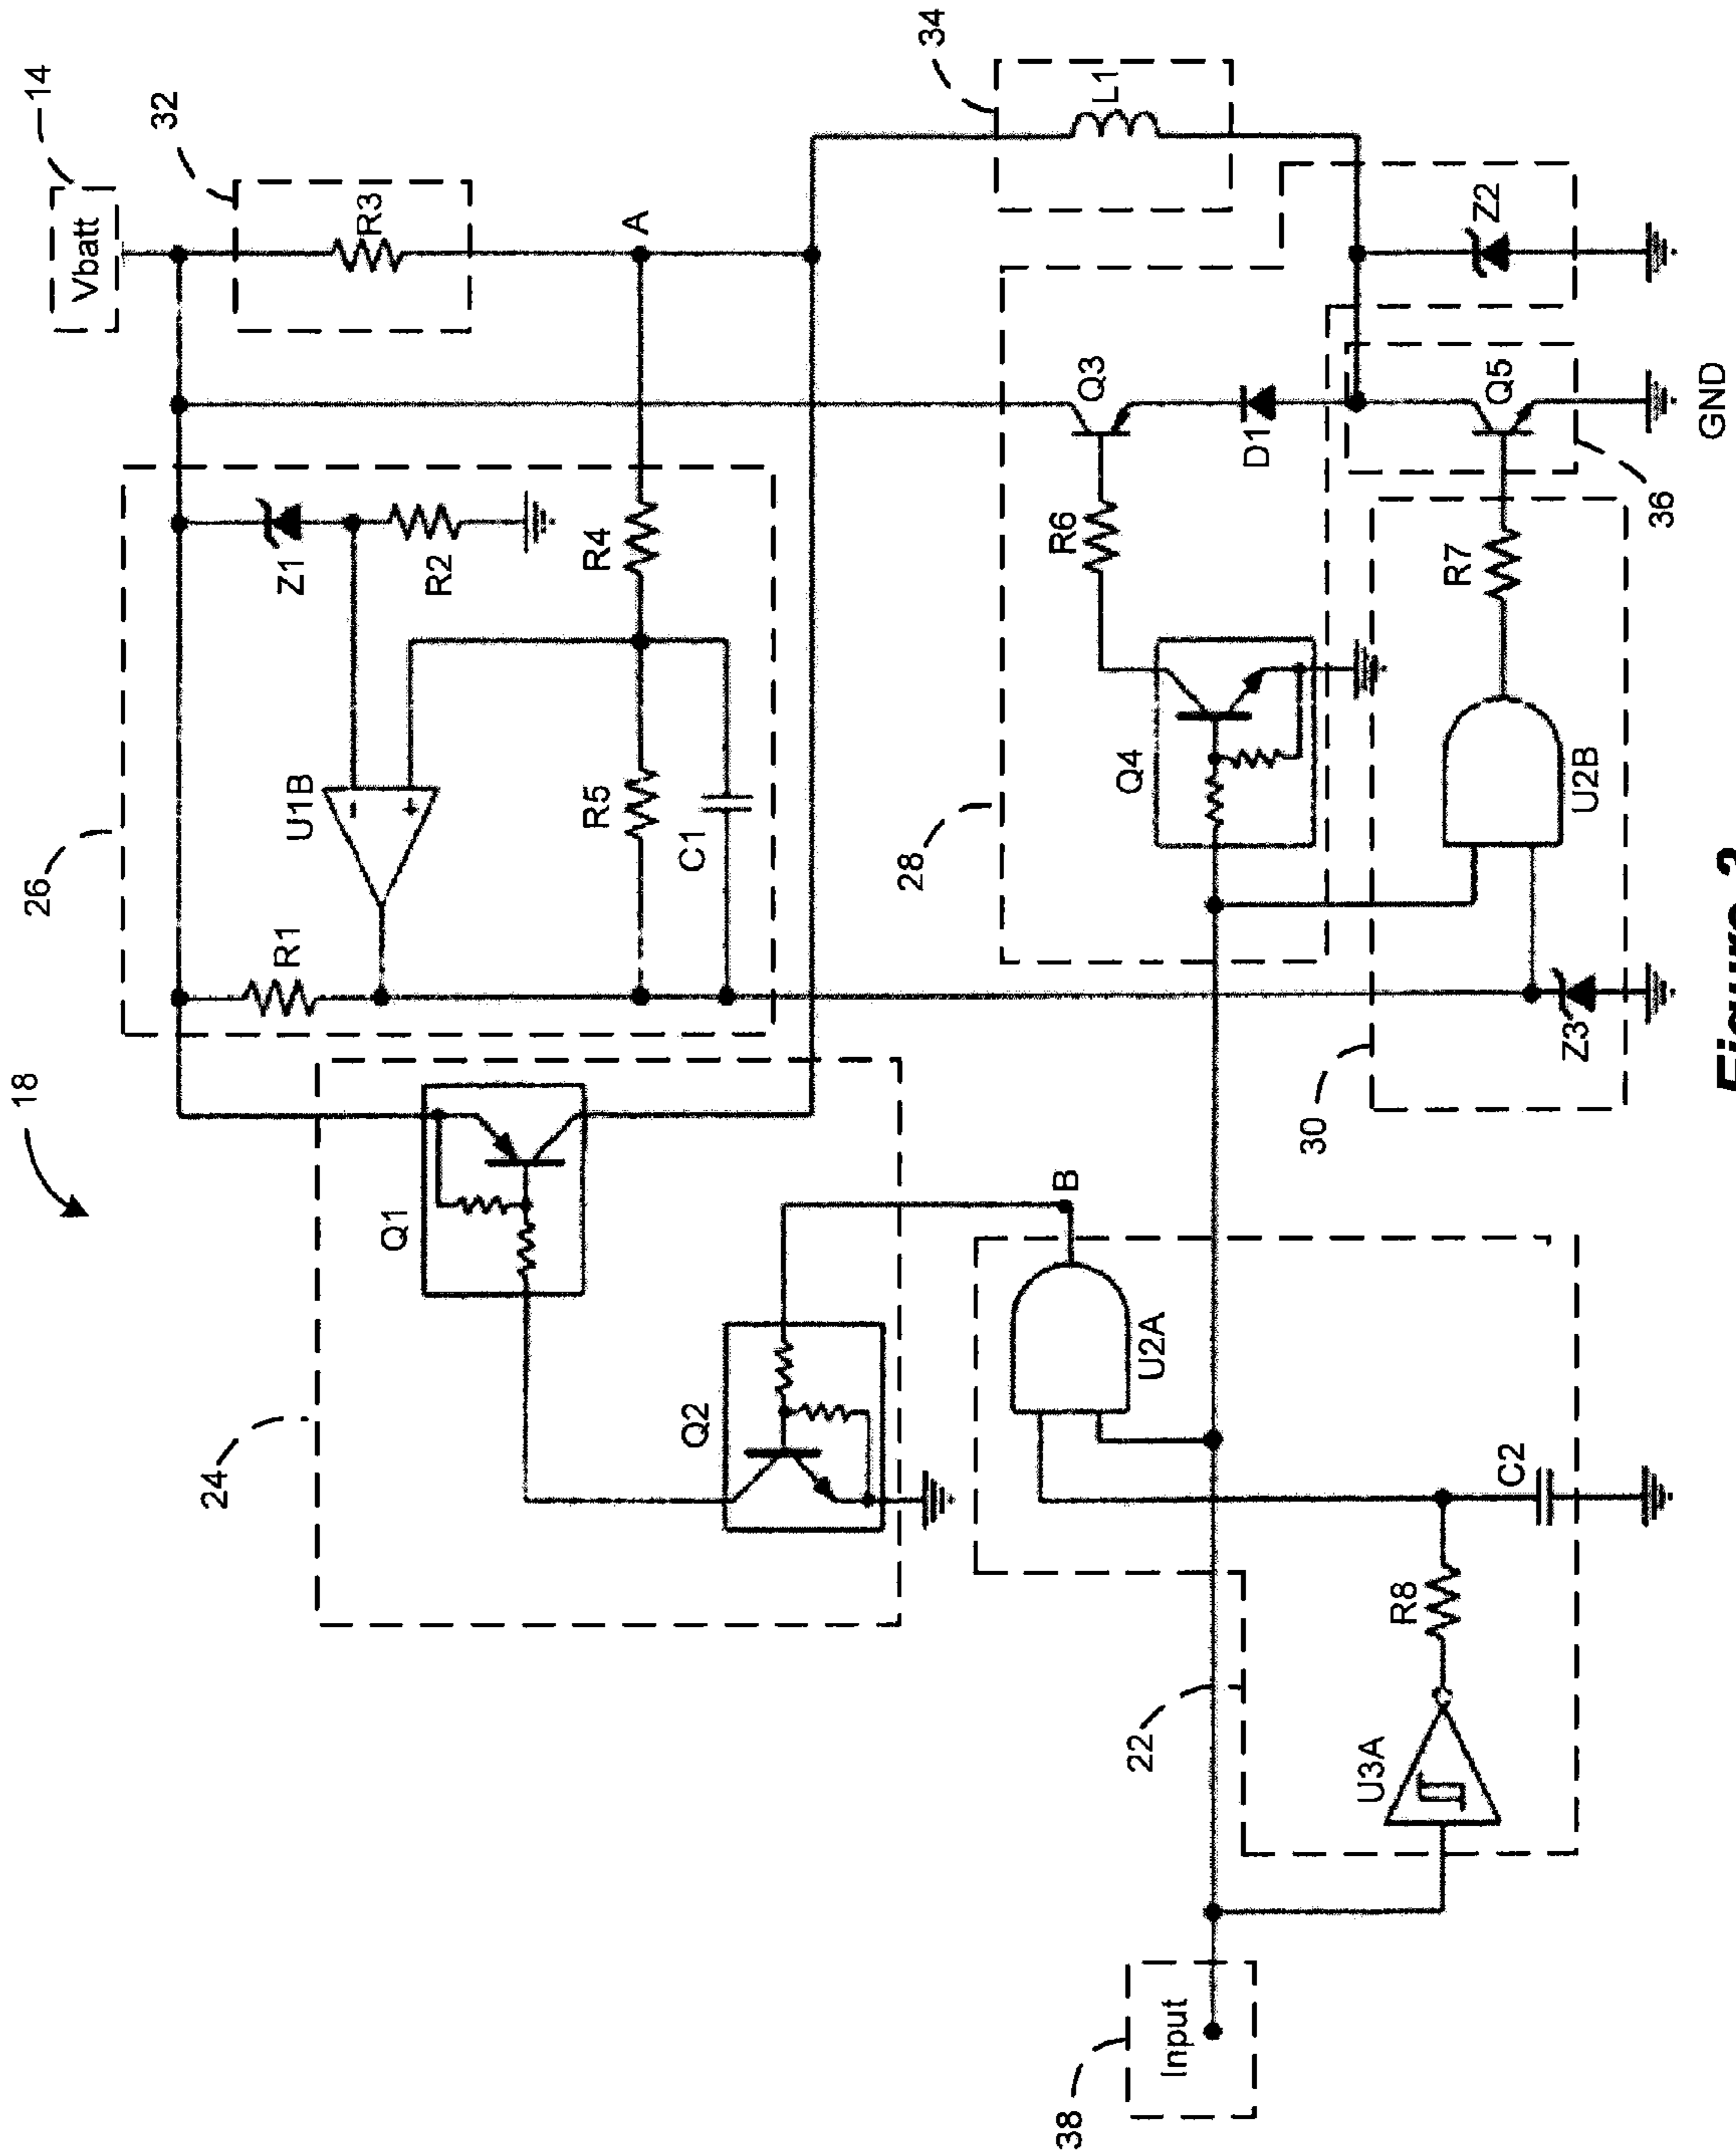 18
26
14
Vbatt
32
24
R1
U1B
Z1
R3
Q1
R2
R5
R4
A
Q2
C1
28
34
38
B
R6
Q3
L1
Input
22
U2A
Q4
D1
30
U3A
R8
R7
Z2
Q5
C2
Z3
U2B
36
GND
Figure